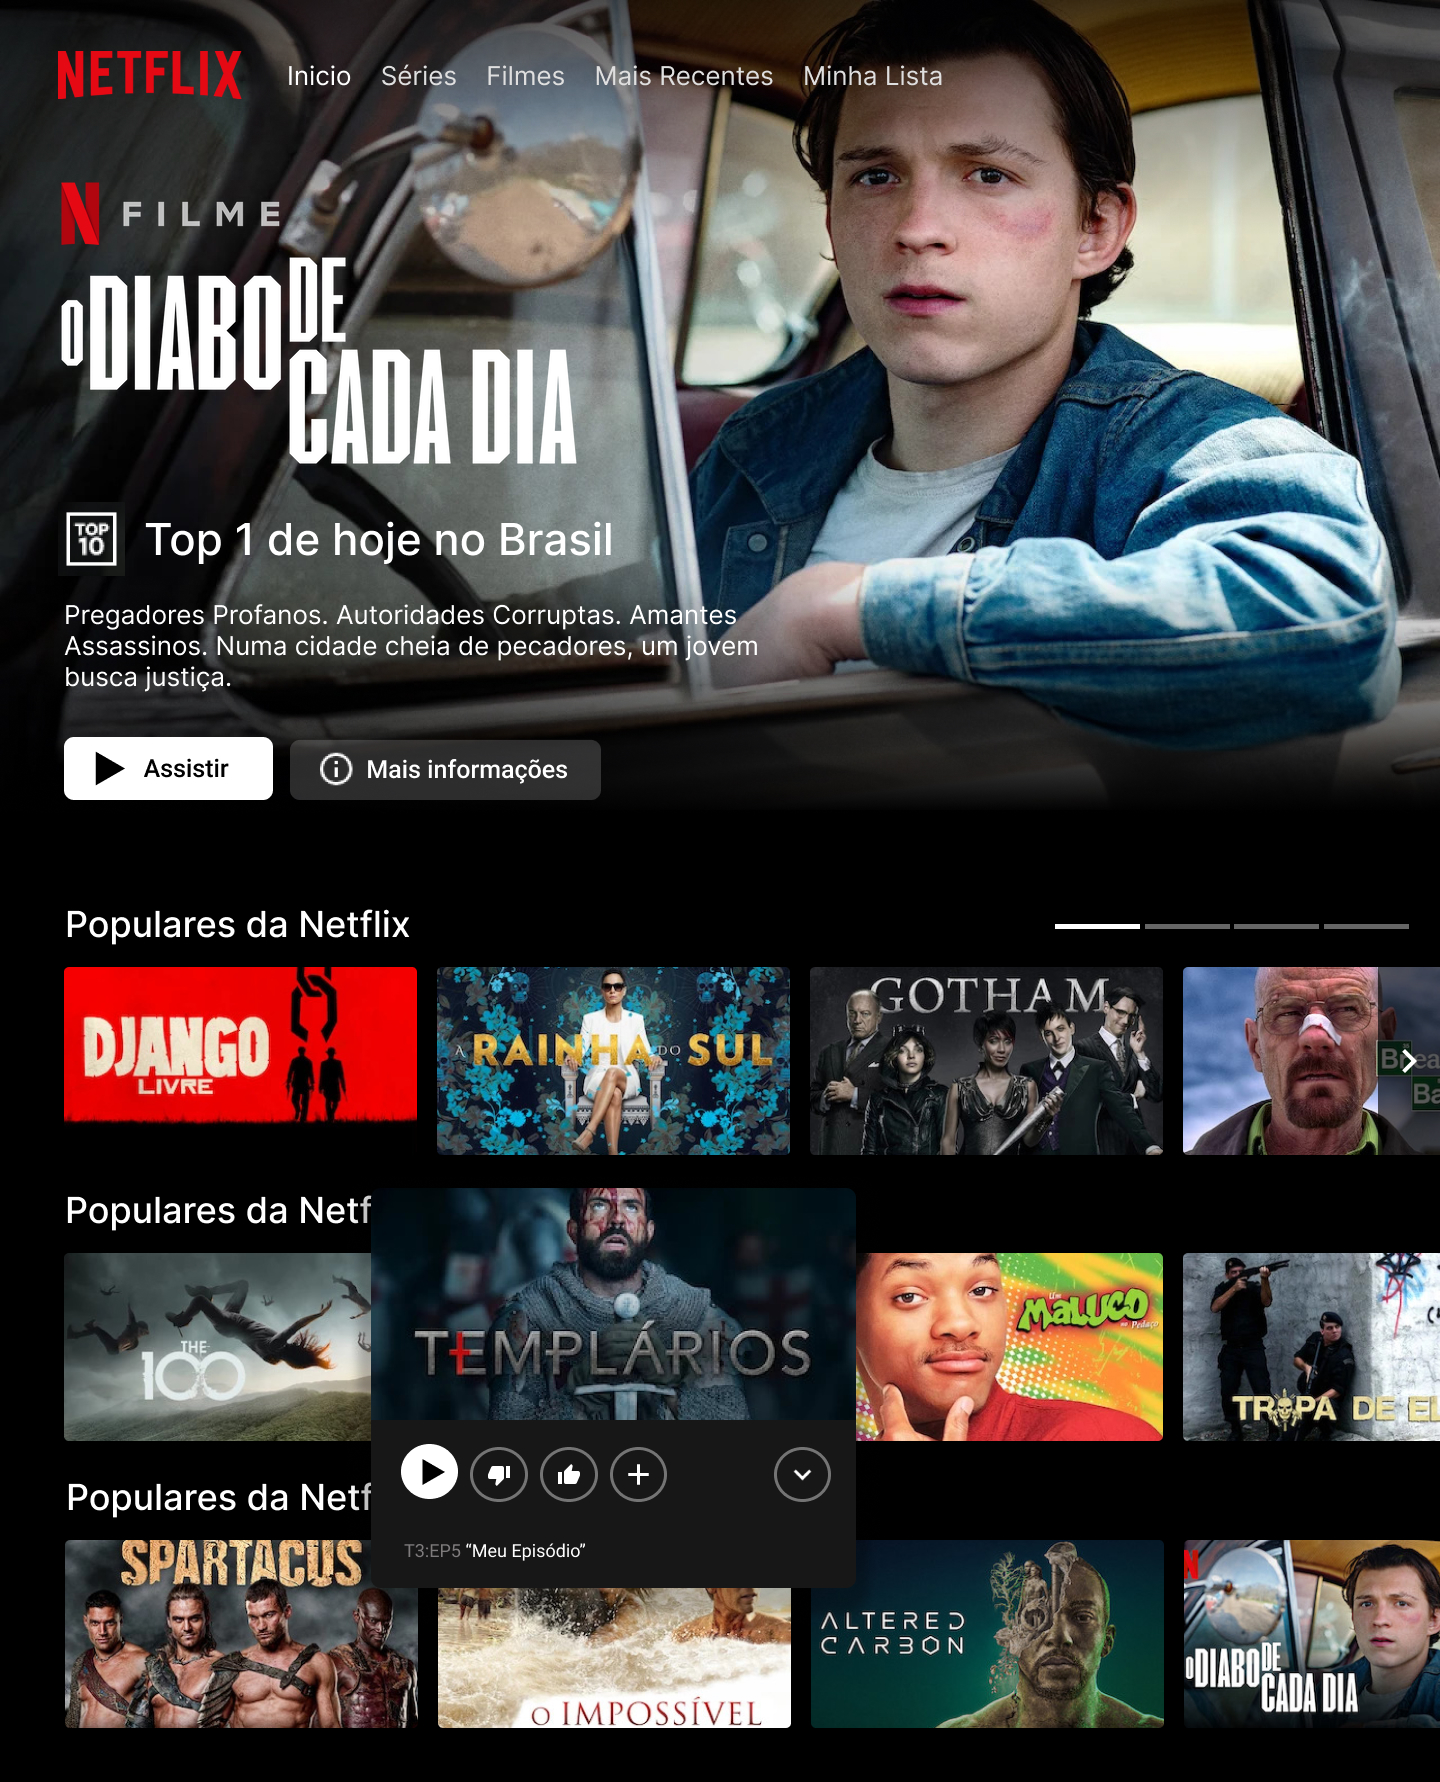 NETFLIX
Inicio
Séries
Filmes
Mais Recentes
Minha Lista
N FILME
O DIABO DE
CADA DIA
TOP
10
Top 1 de hoje no Brasil
Pregadores Profanos. Autoridades Corruptas. Amantes
Assassinos. Numa cidade cheia de pecadores, um jovem
busca justiça.
Assistir
Mais informações
Populares da Netflix
DJANGO
LIVRE
A RAINHA DO SUL
GOTHAM
Brea
Ba
Populares da Netf
THE
100
TEMPLÁRIOS
Um
MALUCO
no Pedaço
TROPA DE EL
T3:EP5 “Meu Episódio”
Populares da Netf
SPARTACUS
O IMPOSSÍVEL
ALTERED
CARBON
N
O DIABO DE
CADA DIA